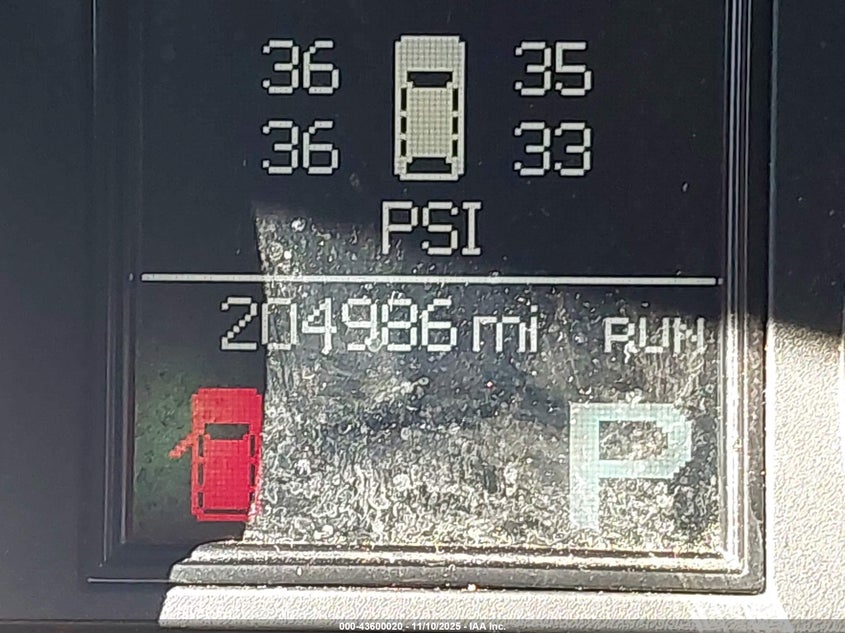 36 35
36 33
PSI
204986 mi RUN
P
000-43600020 - 11/10/2025 - IAA Inc.